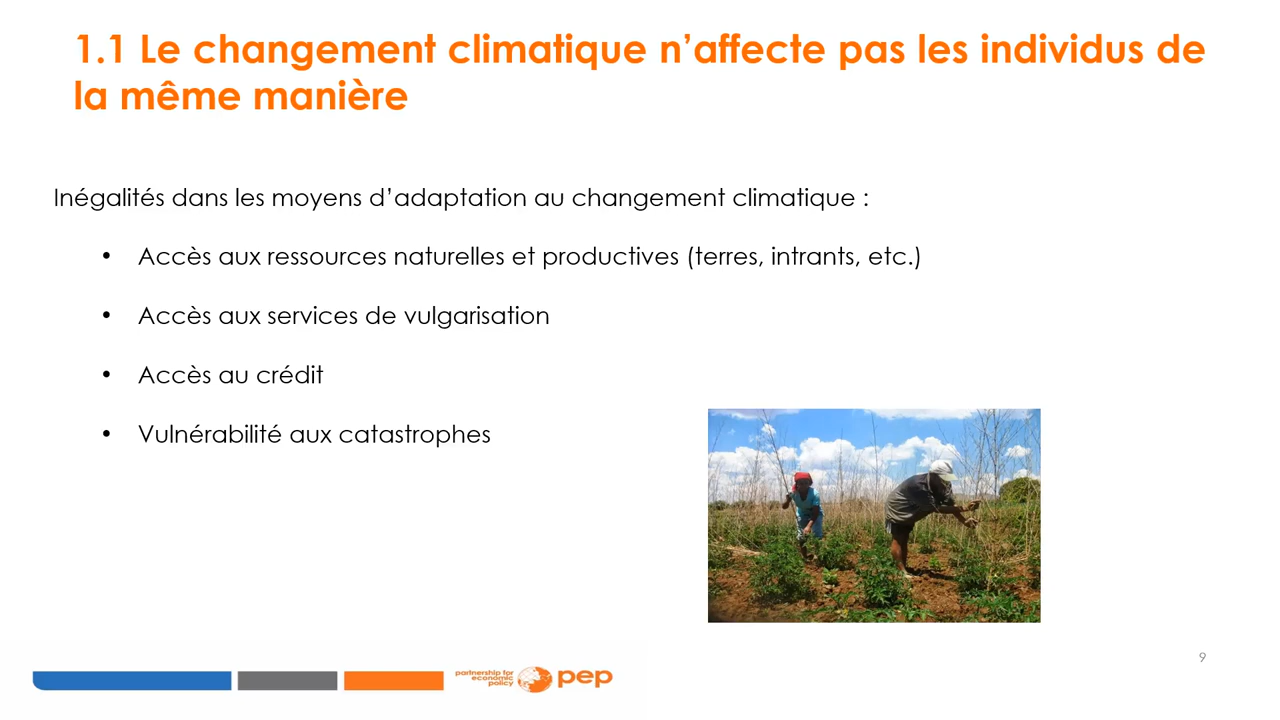 1.1 Le changement climatique n’affecte pas les individus de
la même manière
Inégalités dans les moyens d’adaptation au changement climatique :
• Accès aux ressources naturelles et productives (terres, intrants, etc.)
• Accès aux services de vulgarisation
• Accès au crédit
• Vulnérabilité aux catastrophes
partnership for
economic
policy
pep
9